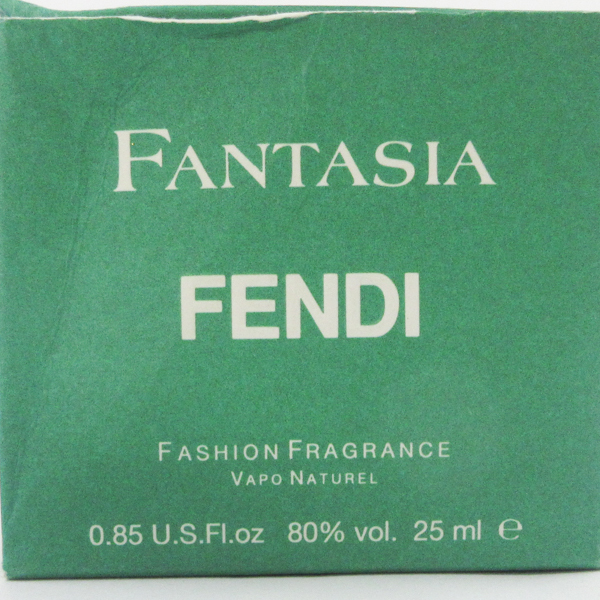 FANTASIA
FENDI
FASHION FRAGRANCE
VAPO NATUREL
0.85 U.S.Fl.oz 80% vol. 25 ml ℮